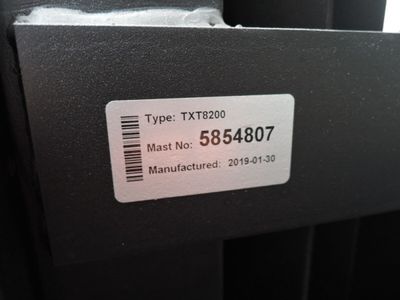 Type: TXT8200
Mast No: 5854807
Manufactured: 2019-01-30